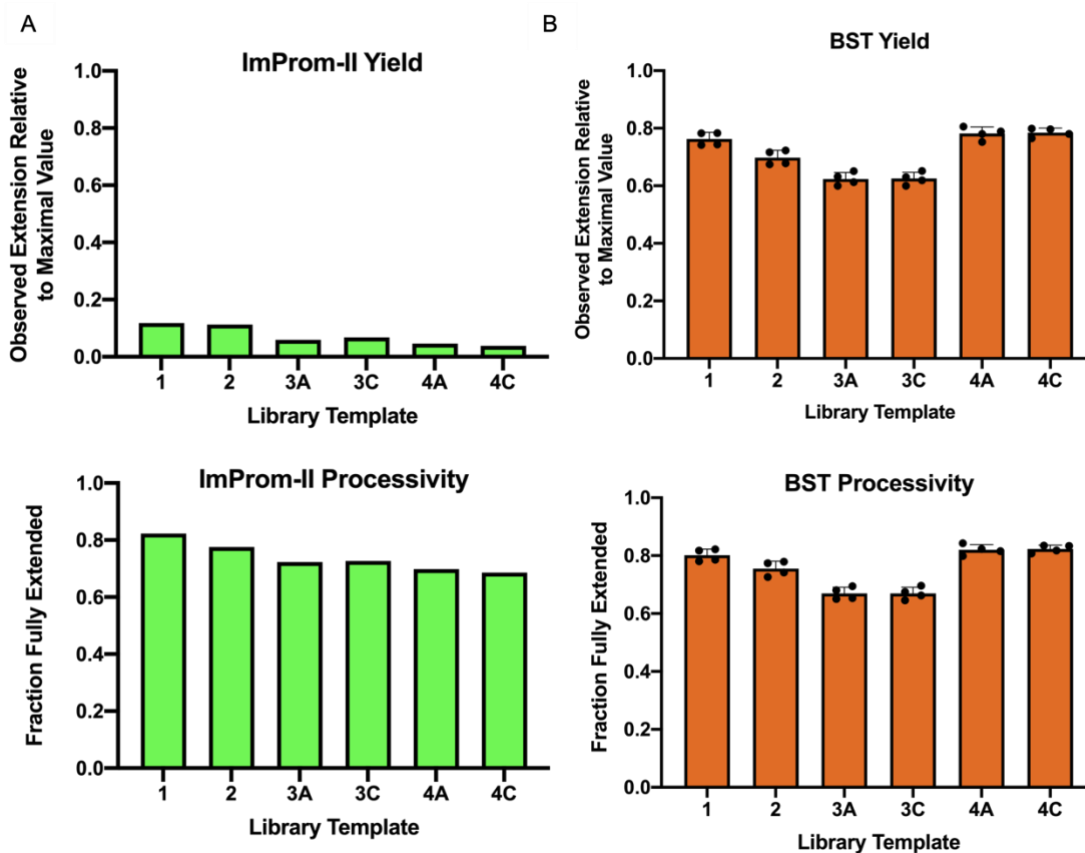 A
ImProm-II Yield
Observed Extension Relative
to Maximal Value
1.0
0.8
0.6
0.4
0.2
0.0
1 2 3A 3C 4A 4C
Library Template
B
BST Yield
Observed Extension Relative
to Maximal Value
1.0
0.8
0.6
0.4
0.2
0.0
1 2 3A 3C 4A 4C
Library Template
ImProm-II Processivity
Fraction Fully Extended
1.0
0.8
0.6
0.4
0.2
0.0
1 2 3A 3C 4A 4C
Library Template
BST Processivity
Fraction Fully Extended
1.0
0.8
0.6
0.4
0.2
0.0
1 2 3A 3C 4A 4C
Library Template